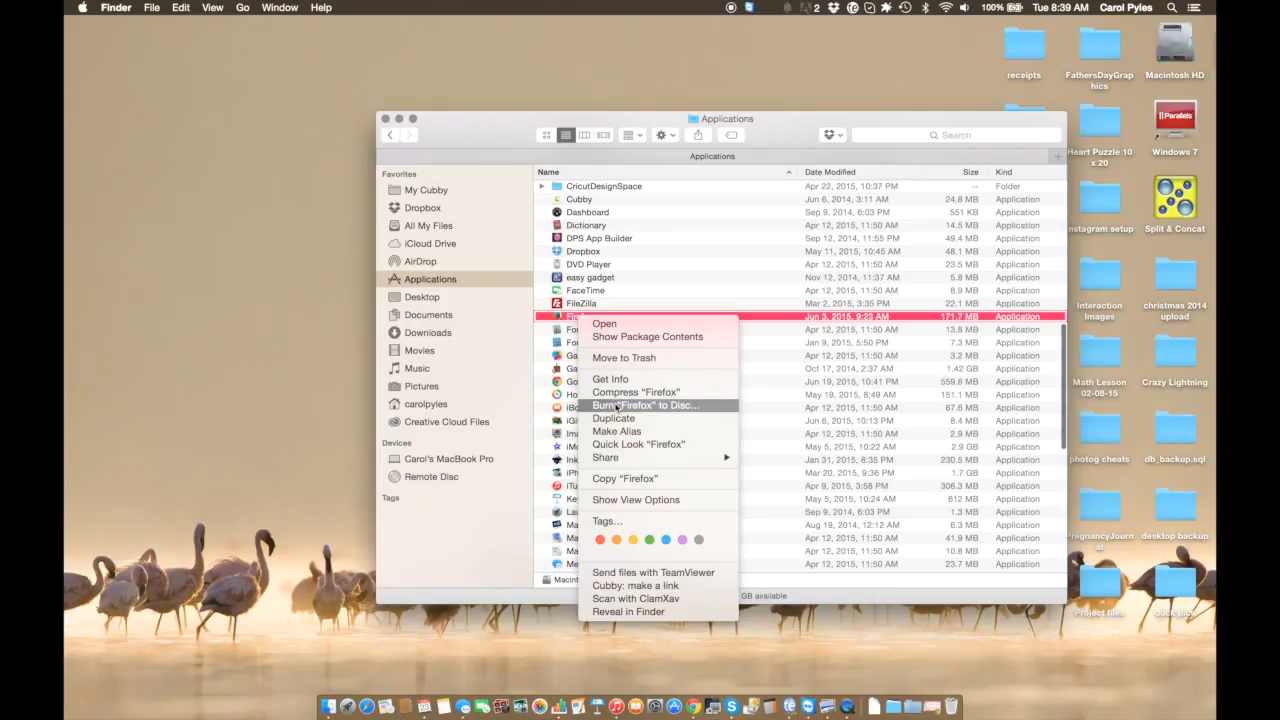 Finder File Edit View Go Window Help 2 100% Tue 8:39 AM Carol Pyles
receipts
FathersDayGrap
hics
Macintosh HD
Parallels
Heart Puzzle 10
x 20
Windows 7
nstagram setup
Split & Concat
Interaction
Images
christmas 2014
upload
Math Lesson
02-08-15
Crazy Lightning
photog cheats
db_backup.sql
PregnancyJourn
al
desktop backup
Project files
Applications
Search
Applications
Favorites
My Cubby
Dropbox
All My Files
iCloud Drive
AirDrop
Applications
Desktop
Documents
Downloads
Movies
Music
Pictures
carolpyles
Creative Cloud Files
Devices
Carol's MacBook Pro
Remote Disc
Tags
Name Date Modified Size Kind
CricutDesignSpace Apr 22, 2015, 10:37 PM -- Folder
Cubby Jun 6, 2014, 3:11 AM 24.8 MB Application
Dashboard Sep 9, 2014, 6:03 PM 551 KB Application
Dictionary Apr 12, 2015, 11:50 AM 14.5 MB Application
DPS App Builder Sep 12, 2014, 11:55 PM 49.4 MB Application
Dropbox May 11, 2015, 10:45 AM 48.1 MB Application
DVD Player Apr 12, 2015, 11:50 AM 23.5 MB Application
easy gadget Nov 12, 2014, 11:37 AM 5.8 MB Application
FaceTime Apr 12, 2015, 11:50 AM 8.9 MB Application
FileZilla Mar 2, 2015, 3:35 PM 22.1 MB Application
Jun 3, 2015, 9:23 AM 171.7 MB Application
Apr 12, 2015, 11:50 AM 13.8 MB Application
Jan 9, 2015, 5:50 PM 7.3 MB Application
Apr 12, 2015, 11:50 AM 3.2 MB Application
Oct 17, 2014, 2:27 AM 1.42 GB Application
Jun 19, 2015, 10:41 PM 559.6 MB Application
May 19, 2015, 8:49 AM 151.1 MB Application
Apr 12, 2015, 11:50 AM 67.6 MB Application
Jun 6, 2015, 10:13 PM 8.4 MB Application
Apr 12, 2015, 11:50 AM 2.9 MB Application
May 5, 2015, 10:22 AM 2.9 GB Application
Jan 31, 2015, 8:35 PM 230.5 MB Application
Mar 20, 2015, 9:36 PM 1.7 GB Application
Apr 9, 2015, 3:58 PM 306.3 MB Application
May 5, 2015, 10:24 AM 612 MB Application
Sep 9, 2014, 6:03 PM 1.3 MB Application
Aug 19, 2014, 12:12 AM 6.3 MB Application
Apr 12, 2015, 11:50 AM 41.9 MB Application
Apr 12, 2015, 11:50 AM 10.8 MB Application
Apr 12, 2015, 11:50 AM 23.7 MB Application
GB available
Open
Show Package Contents
Move to Trash
Get Info
Compress “Firefox”
Burn “Firefox” to Disc...
Duplicate
Make Alias
Quick Look “Firefox”
Share
Copy “Firefox”
Show View Options
Tags...
Send files with TeamViewer
Cubby: make a link
Scan with ClamXav
Reveal in Finder